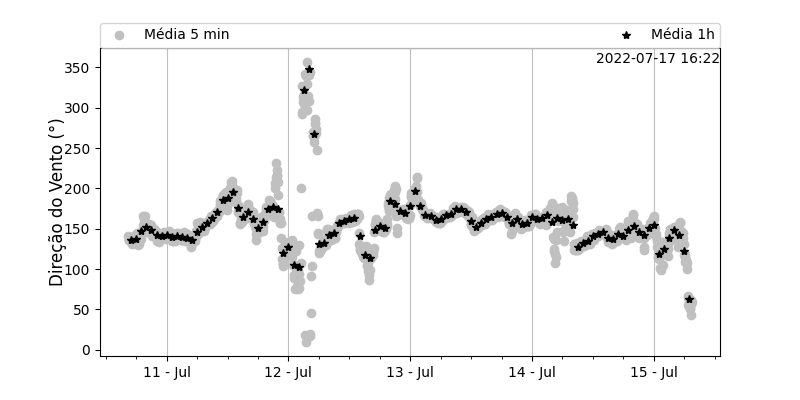 Média 5 min
Média 1h
2022-07-17 16:22
Direção do Vento (°)
350
300
250
200
150
100
50
0
11 - Jul
12 - Jul
13 - Jul
14 - Jul
15 - Jul